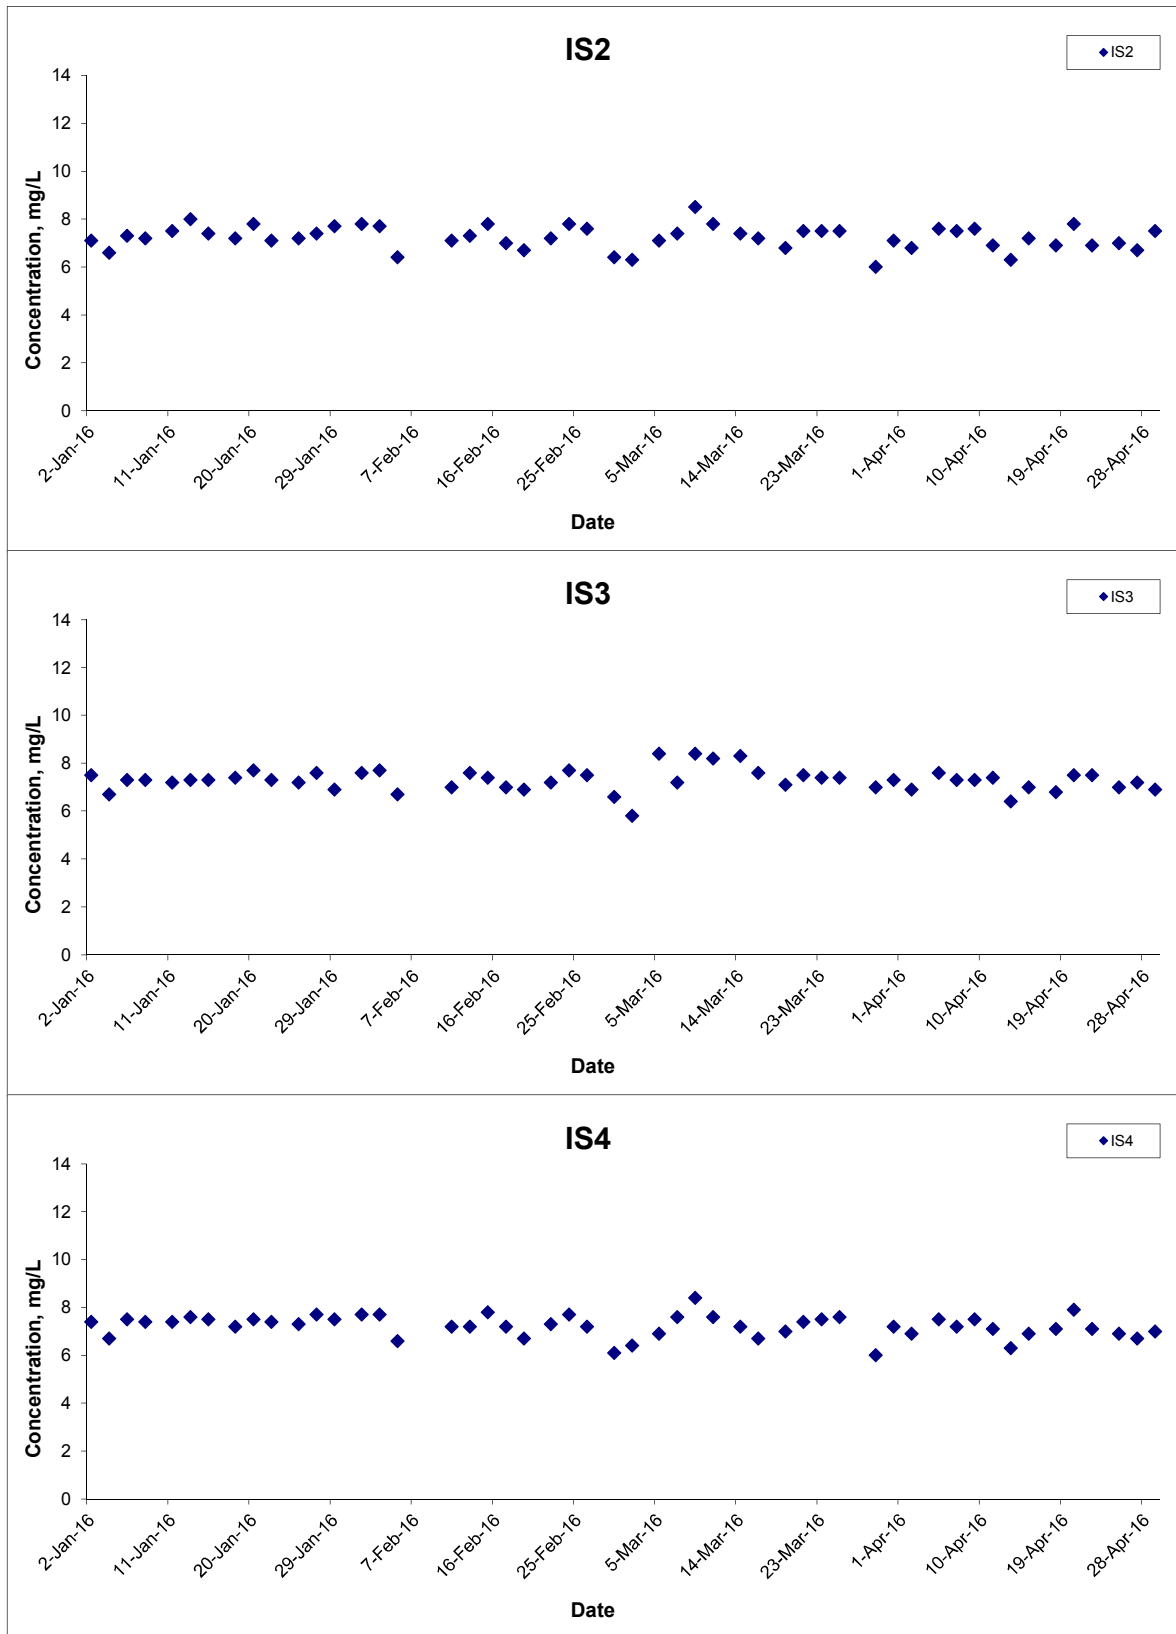 IS2
IS2
Concentration, mg/L
14
12
10
8
6
4
2
0
2-Jan-16
11-Jan-16
20-Jan-16
29-Jan-16
7-Feb-16
16-Feb-16
25-Feb-16
5-Mar-16
14-Mar-16
23-Mar-16
1-Apr-16
10-Apr-16
19-Apr-16
28-Apr-16
Date
IS3
IS3
Concentration, mg/L
14
12
10
8
6
4
2
0
2-Jan-16
11-Jan-16
20-Jan-16
29-Jan-16
7-Feb-16
16-Feb-16
25-Feb-16
5-Mar-16
14-Mar-16
23-Mar-16
1-Apr-16
10-Apr-16
19-Apr-16
28-Apr-16
Date
IS4
IS4
Concentration, mg/L
14
12
10
8
6
4
2
0
2-Jan-16
11-Jan-16
20-Jan-16
29-Jan-16
7-Feb-16
16-Feb-16
25-Feb-16
5-Mar-16
14-Mar-16
23-Mar-16
1-Apr-16
10-Apr-16
19-Apr-16
28-Apr-16
Date